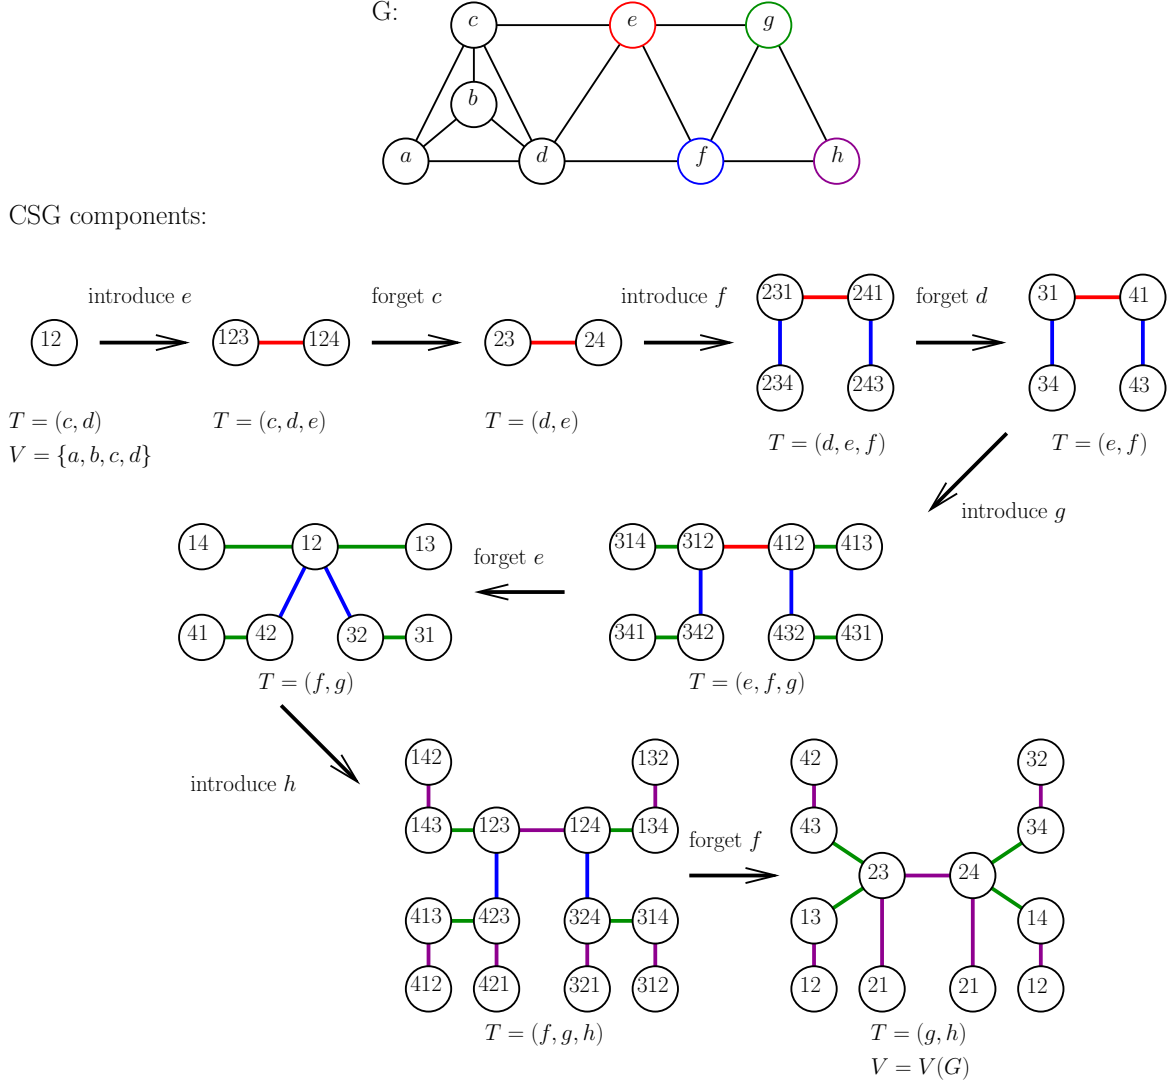 G:
c e g
b
a d f h
CSG components:
introduce e forget c introduce f forget d
231 241 31 41
12 123 124 23 24
234 243 34 43
T = (c, d) T = (c, d, e) T = (d, e) T = (d, e, f) T = (e, f)
V = {a, b, c, d}
introduce g
14 12 13 forget e 314 312 412 413
41 42 32 31 341 342 432 431
T = (f, g) T = (e, f, g)
introduce h
142 132 42 32
143 123 124 134 forget f 43 34
23 24
413 423 324 314 13 14
412 421 321 312 12 21 21 12
T = (f, g, h) T = (g, h)
V = V(G)